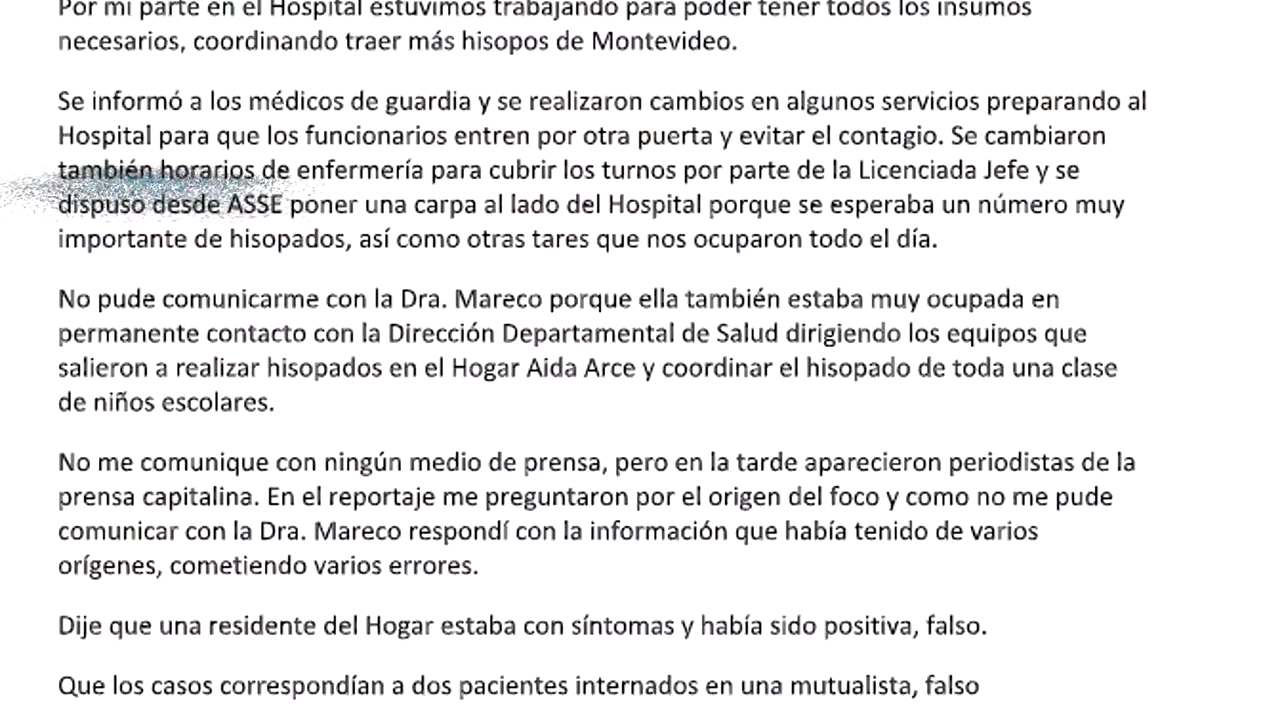 Por mi parte en el Hospital estuvimos trabajando para poder tener todos los insumos
necesarios, coordinando traer más hisopos de Montevideo.
Se informó a los médicos de guardia y se realizaron cambios en algunos servicios preparando al
Hospital para que los funcionarios entren por otra puerta y evitar el contagio. Se cambiaron
también horarios de enfermería para cubrir los turnos por parte de la Licenciada Jefe y se
dispuso desde ASSE poner una carpa al lado del Hospital porque se esperaba un número muy
importante de hisopados, así como otras tares que nos ocuparon todo el día.
No pude comunicarme con la Dra. Mareco porque ella también estaba muy ocupada en
permanente contacto con la Dirección Departamental de Salud dirigiendo los equipos que
salieron a realizar hisopados en el Hogar Aida Arce y coordinar el hisopado de toda una clase
de niños escolares.
No me comunique con ningún medio de prensa, pero en la tarde aparecieron periodistas de la
prensa capitalina. En el reportaje me preguntaron por el origen del foco y como no me pude
comunicar con la Dra. Mareco respondí con la información que había tenido de varios
orígenes, cometiendo varios errores.
Dije que una residente del Hogar estaba con síntomas y había sido positiva, falso.
Que los casos correspondían a dos pacientes internados en una mutualista, falso